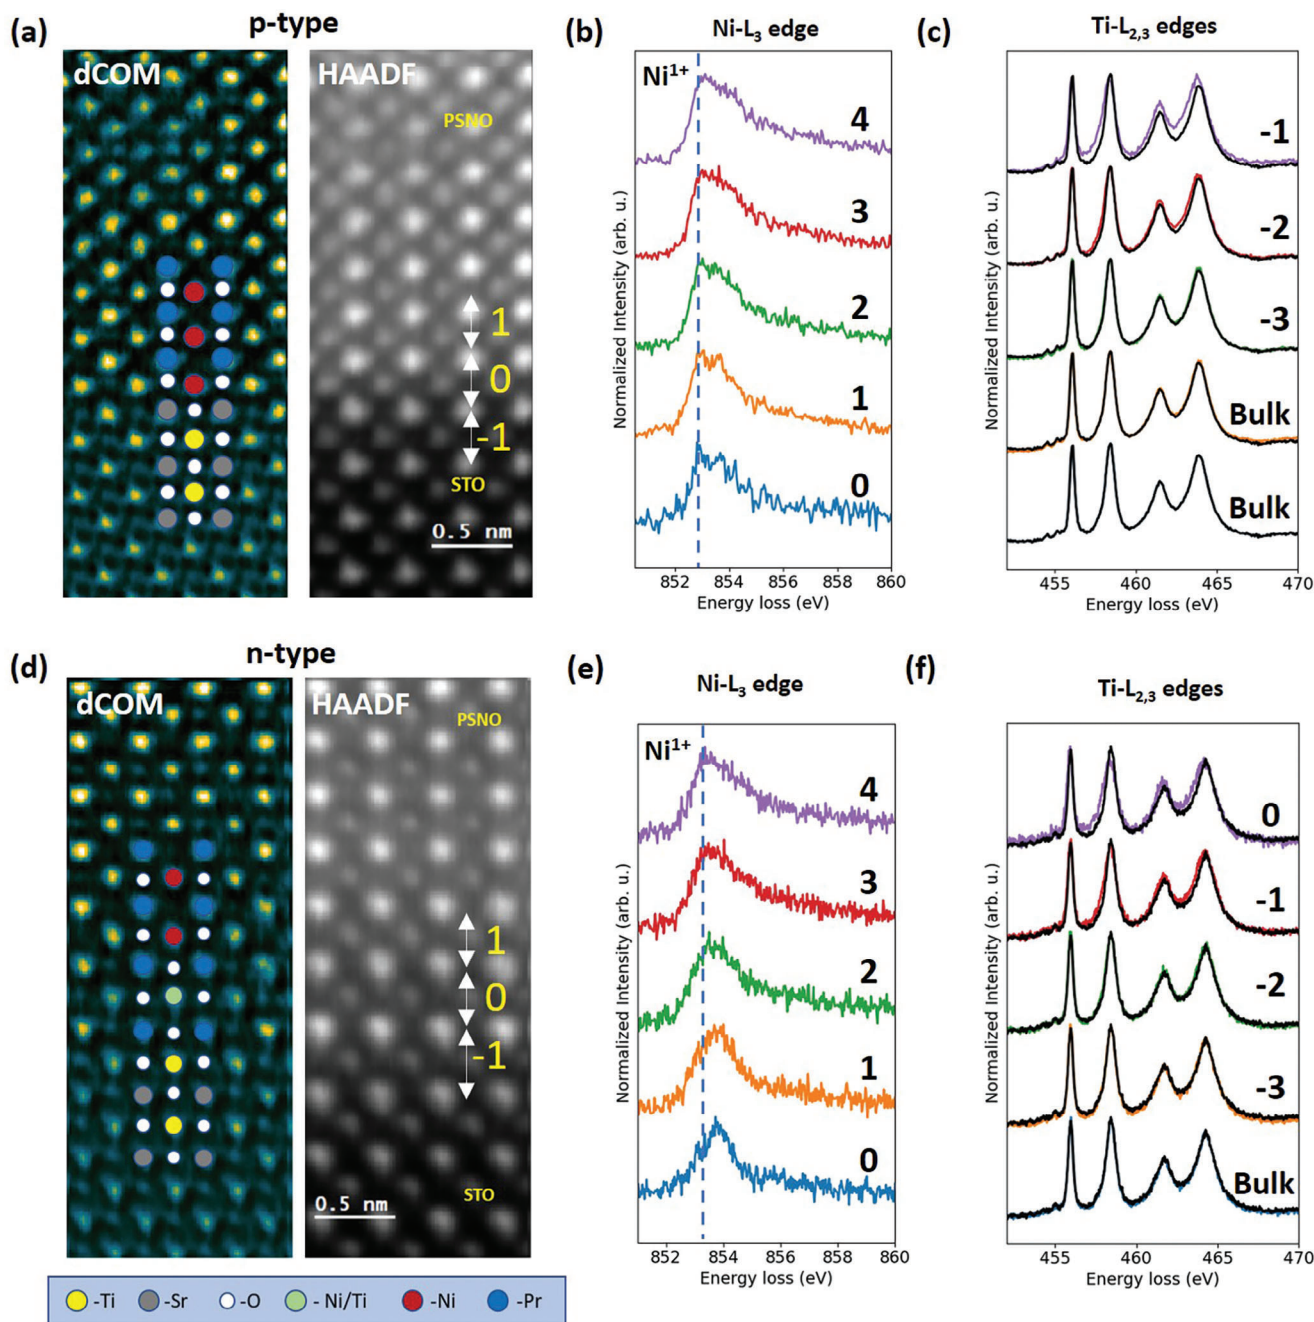 p-type
(a)
dCOM
HAADF
PSNO
1
0
-1
STO
0.5 nm
(b)
Ni-L3 edge
Ni1+
4
3
2
1
0
Normalized Intensity (arb. u.)
852 854 856 858 860
Energy loss (eV)
(c)
Ti-L2,3 edges
-1
-2
-3
Bulk
Bulk
Normalized Intensity (arb. u.)
455 460 465 470
Energy loss (eV)
n-type
(d)
dCOM
HAADF
PSNO
1
0
-1
0.5 nm
STO
(e)
Ni-L3 edge
Ni1+
4
3
2
1
0
Normalized Intensity (arb. u.)
852 854 856 858 860
Energy loss (eV)
(f)
Ti-L2,3 edges
0
-1
-2
-3
Bulk
Normalized Intensity (arb. u.)
455 460 465 470
Energy loss (eV)
-Ti -Sr -O - Ni/Ti -Ni -Pr